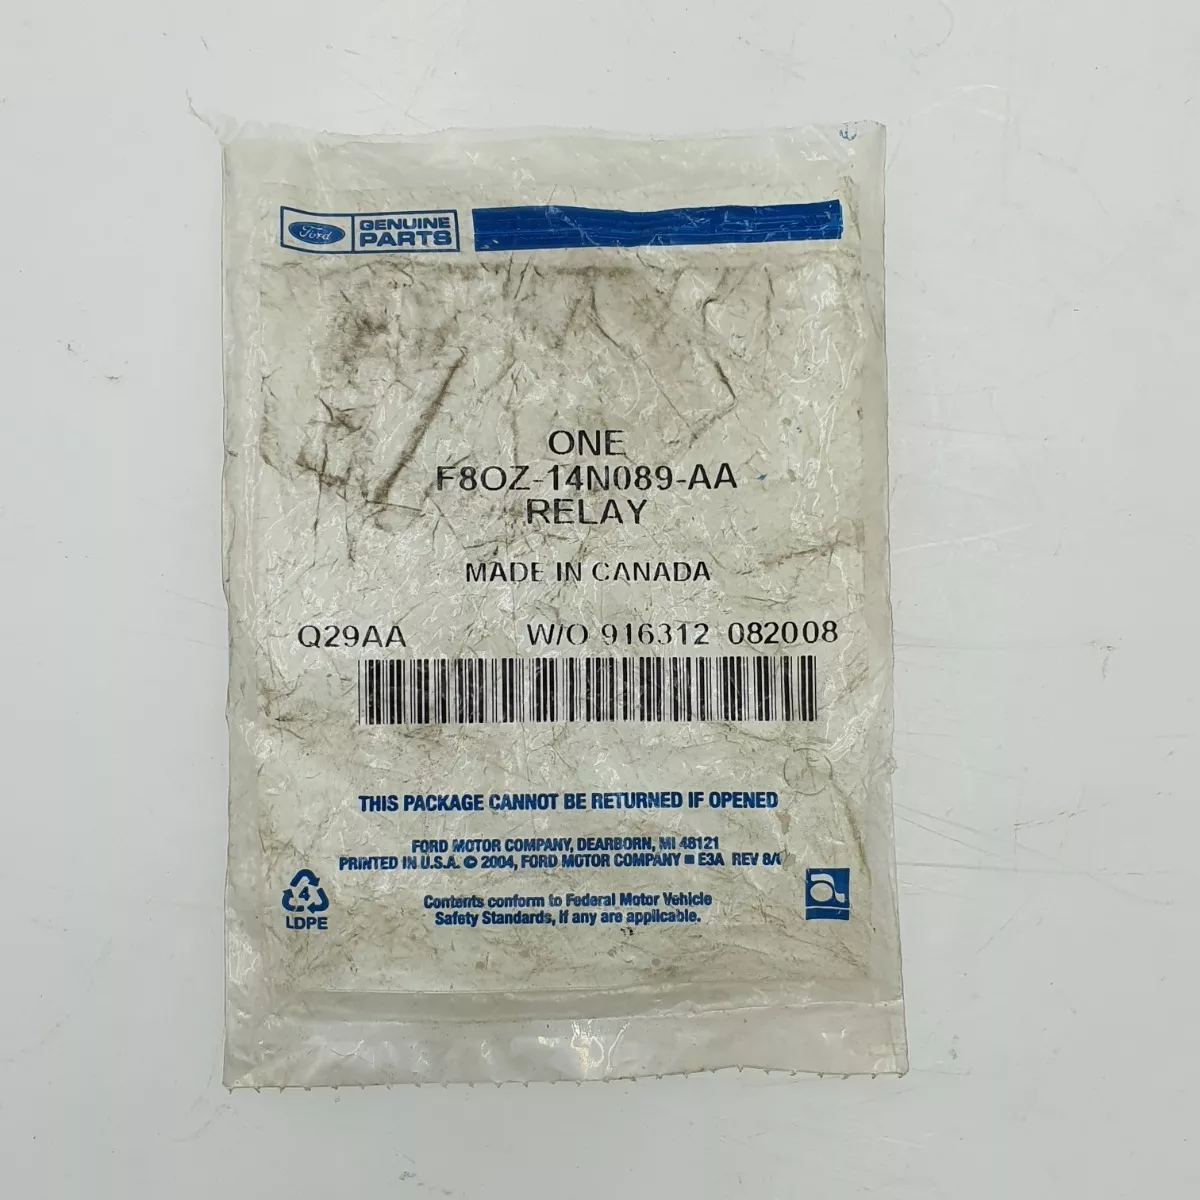 Ford GENUINE
PARTS
ONE
F8OZ-14N089-AA
RELAY
MADE IN CANADA
Q29AA W/O 916312 082008
THIS PACKAGE CANNOT BE RETURNED IF OPENED
FORD MOTOR COMPANY, DEARBORN, MI 48121
PRINTED IN U.S.A. © 2004, FORD MOTOR COMPANY ■ E3A REV 8/
4
LDPE
Contents conform to Federal Motor Vehicle
Safety Standards, if any are applicable.
a